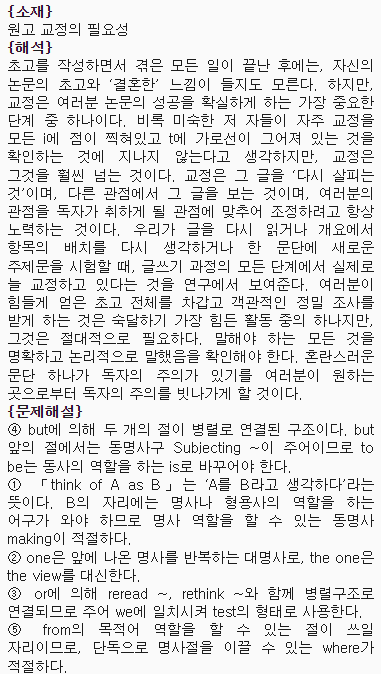 {소재}
원고 교정의 필요성
{해석}
초고를 작성하면서 겪은 모든 일이 끝난 후에는, 자신의
논문의 초고와 ‘결혼한’ 느낌이 들지도 모른다. 하지만,
교정은 여러분 논문의 성공을 확실하게 하는 가장 중요한
단계 중 하나이다. 비록 미숙한 저 자들이 자주 교정을
모든 i에 점이 찍혀있고 t에 가로선이 그어져 있는 것을
확인하는 것에 지나지 않는다고 생각하지만, 교정은
그것을 훨씬 넘는 것이다. 교정은 그 글을 ‘다시 살피는
것’이며, 다른 관점에서 그 글을 보는 것이며, 여러분의
관점을 독자가 취하게 될 관점에 맞추어 조정하려고 항상
노력하는 것이다. 우리가 글을 다시 읽거나 개요에서
항목의 배치를 다시 생각하거나 한 문단에 새로운
주제문을 시험할 때, 글쓰기 과정의 모든 단계에서 실제로
늘 교정하고 있다는 것을 연구에서 보여준다. 여러분이
힘들게 얻은 초고 전체를 차갑고 객관적인 정밀 조사를
받게 하는 것은 숙달하기 가장 힘든 활동 중의 하나지만,
그것은 절대적으로 필요하다. 말해야 하는 모든 것을
명확하고 논리적으로 말했음을 확인해야 한다. 혼란스러운
문단 하나가 독자의 주의가 있기를 여러분이 원하는
곳으로부터 독자의 주의를 빗나가게 할 것이다.
{문제해설}
④ but에 의해 두 개의 절이 병렬로 연결된 구조이다. but
앞의 절에서는 동명사구 Subjecting ~이 주어이므로 to
be는 동사의 역할을 하는 is로 바꾸어야 한다.
① 「think of A as B」는 ‘A를 B라고 생각하다’라는
뜻이다. B의 자리에는 명사나 형용사의 역할을 하는
어구가 와야 하므로 명사 역할을 할 수 있는 동명사
making이 적절하다.
② one은 앞에 나온 명사를 반복하는 대명사로, the one은
the view를 대신한다.
③ or에 의해 reread ~, rethink ~와 함께 병렬구조로
연결되므로 주어 we에 일치시켜 test의 형태로 사용한다.
⑤ from의 목적어 역할을 할 수 있는 절이 쓰일
자리이므로, 단독으로 명사절을 이끌 수 있는 where가
적절하다.